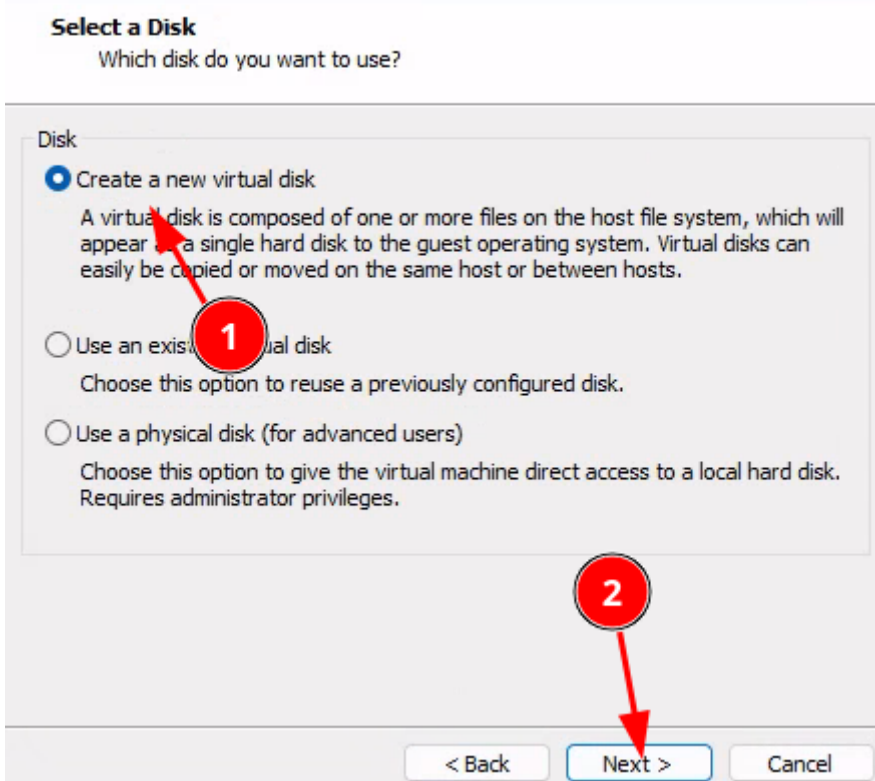 Select a Disk
Which disk do you want to use?
Disk
Create a new virtual disk
A virtual disk is composed of one or more files on the host file system, which will
appear as a single hard disk to the guest operating system. Virtual disks can
easily be copied or moved on the same host or between hosts.
1
Use an exis ual disk
Choose this option to reuse a previously configured disk.
Use a physical disk (for advanced users)
Choose this option to give the virtual machine direct access to a local hard disk.
Requires administrator privileges.
2
< Back Next > Cancel